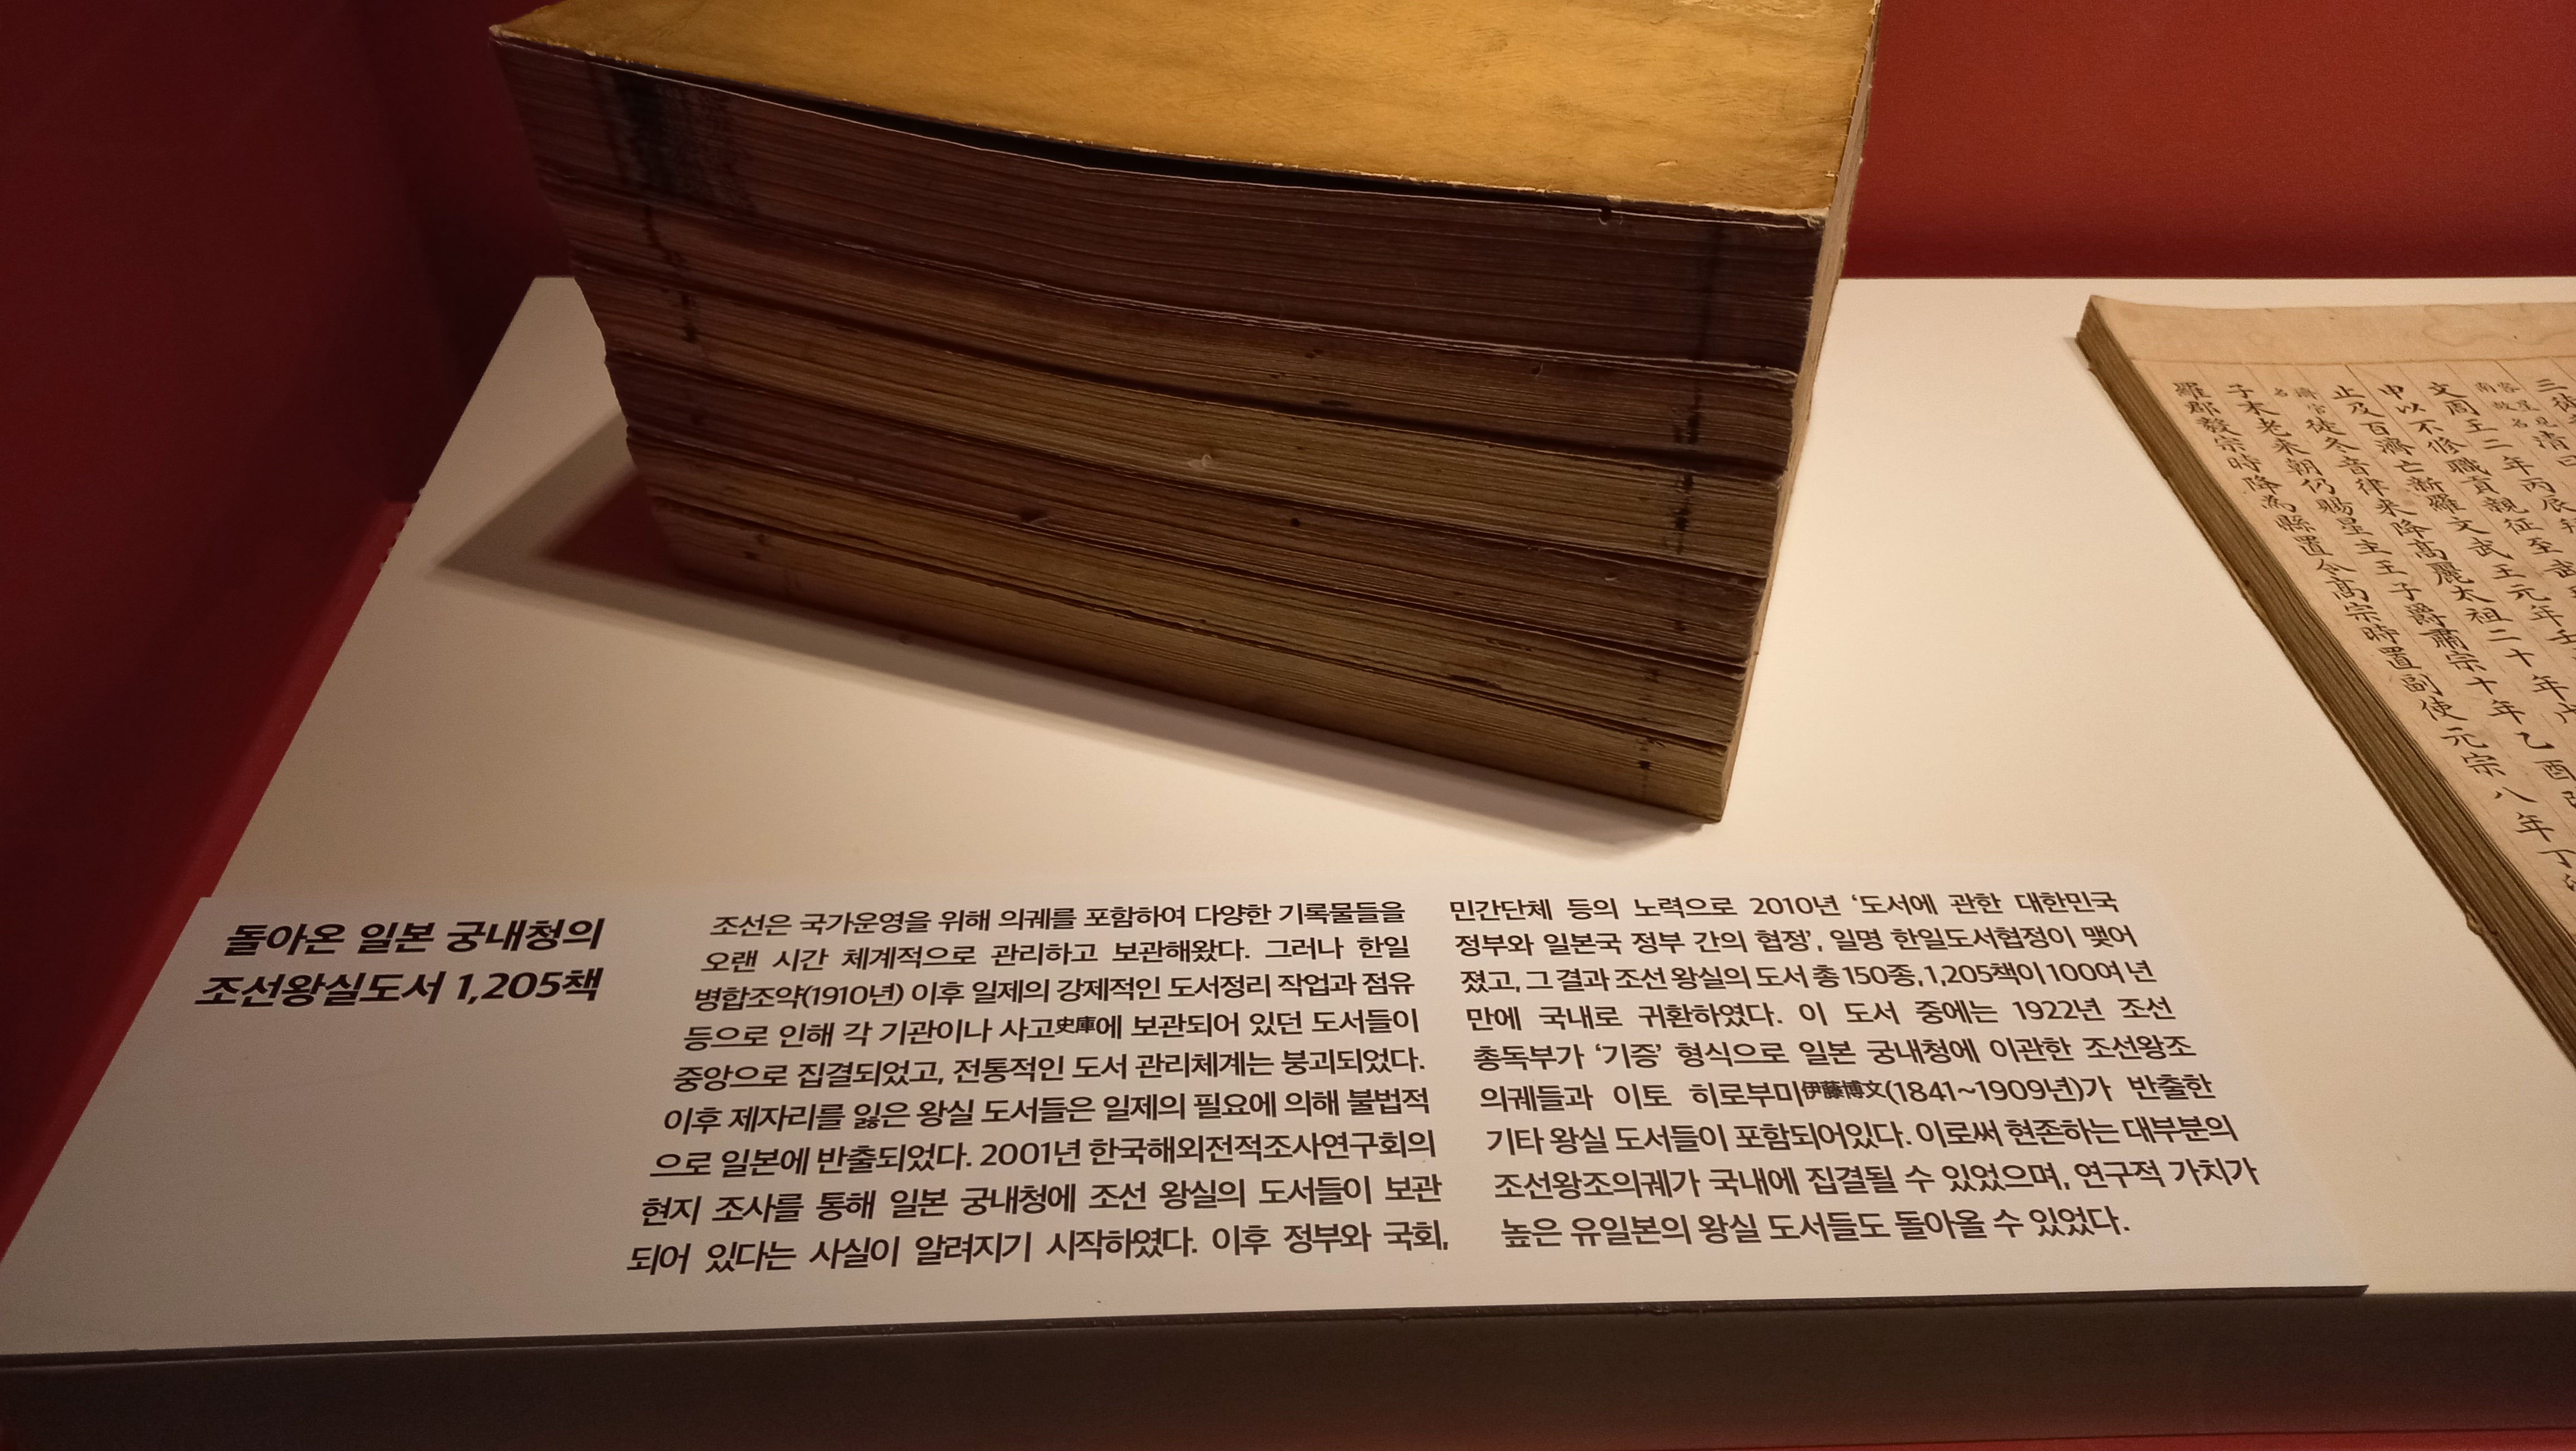 돌아온 일본 궁내청의
조선왕실도서 1,205책
조선은 국가운영을 위해 의궤를 포함하여 다양한 기록물들을
오랜 시간 체계적으로 관리하고 보관해왔다. 그러나 한일
병합조약(1910년) 이후 일제의 강제적인 도서정리 작업과 점유
등으로 인해 각 기관이나 사고史庫에 보관되어 있던 도서들이
중앙으로 집결되었고, 전통적인 도서 관리체계는 붕괴되었다.
이후 제자리를 잃은 왕실 도서들은 일제의 필요에 의해 불법적
으로 일본에 반출되었다. 2001년 한국해외전적조사연구회의
현지 조사를 통해 일본 궁내청에 조선 왕실의 도서들이 보관
되어 있다는 사실이 알려지기 시작하였다. 이후 정부와 국회,
민간단체 등의 노력으로 2010년 ‘도서에 관한 대한민국
정부와 일본국 정부 간의 협정’, 일명 한일도서협정이 맺어
졌고, 그 결과 조선 왕실의 도서 총 150종, 1,205책이 100여 년
만에 국내로 귀환하였다. 이 도서 중에는 1922년 조선
총독부가 ‘기증’ 형식으로 일본 궁내청에 이관한 조선왕조
의궤들과 이토 히로부미伊藤博文(1841~1909년)가 반출한
기타 왕실 도서들이 포함되어있다. 이로써 현존하는 대부분의
조선왕조의궤가 국내에 집결될 수 있었으며, 연구적 가치가
높은 유일본의 왕실 도서들도 돌아올 수 있었다.
文周王二年
文不修職貢親征至
申以百濟亡新羅文武王元年
止及冬音律来降高麗太祖二十
徒
子末老来朝仍賜星主王子爵肅宗十年乙酉
羅郡毅宗時降為縣置令高宗時置副使元宗八年丁